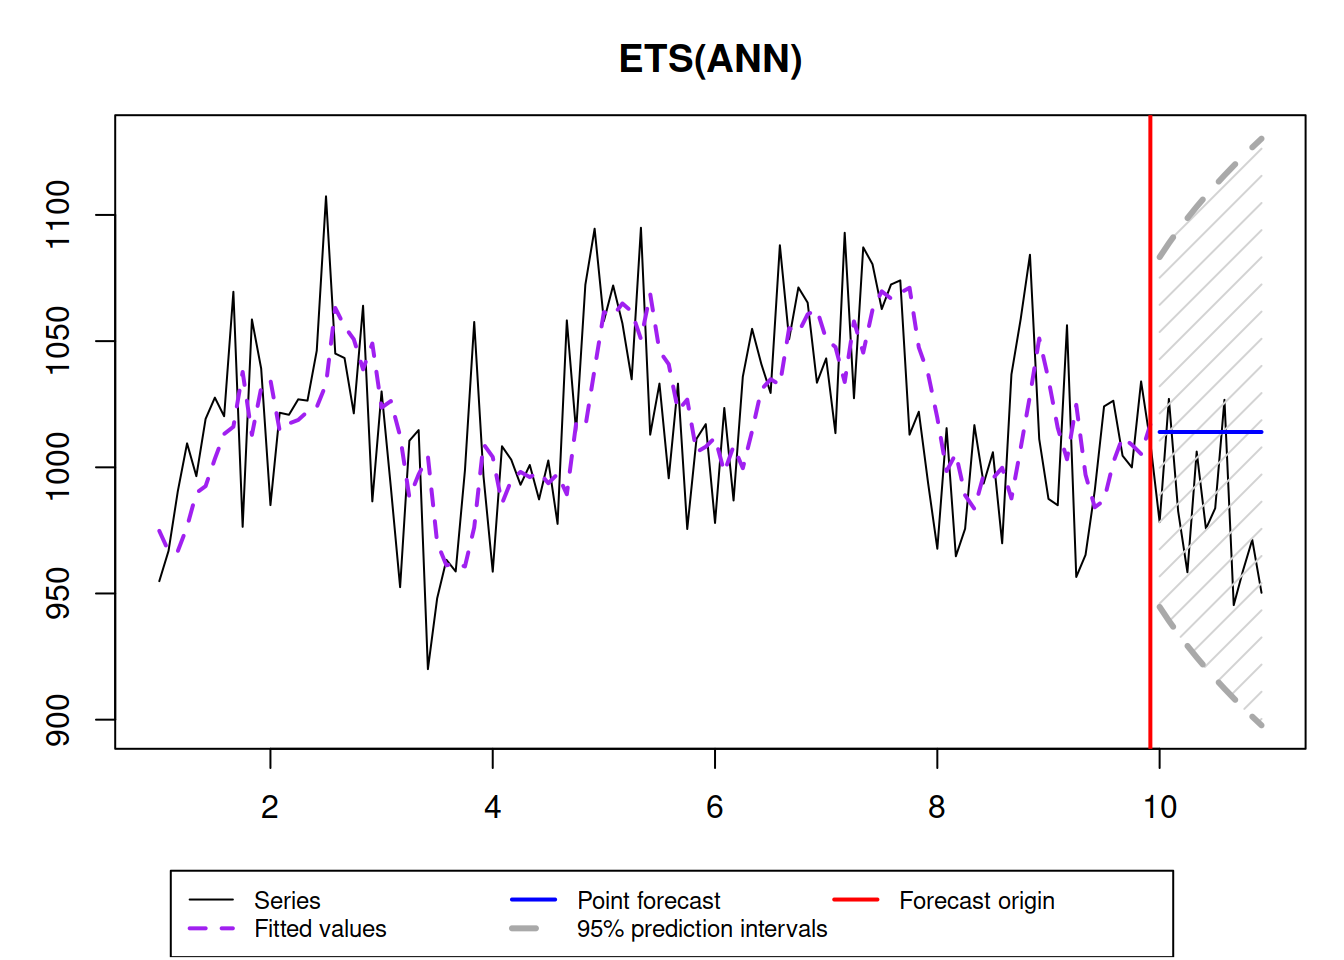 ETS(ANN)
1100
1050
1000
950
900
2 4 6 8 10
Series Point forecast Forecast origin
Fitted values 95% prediction intervals